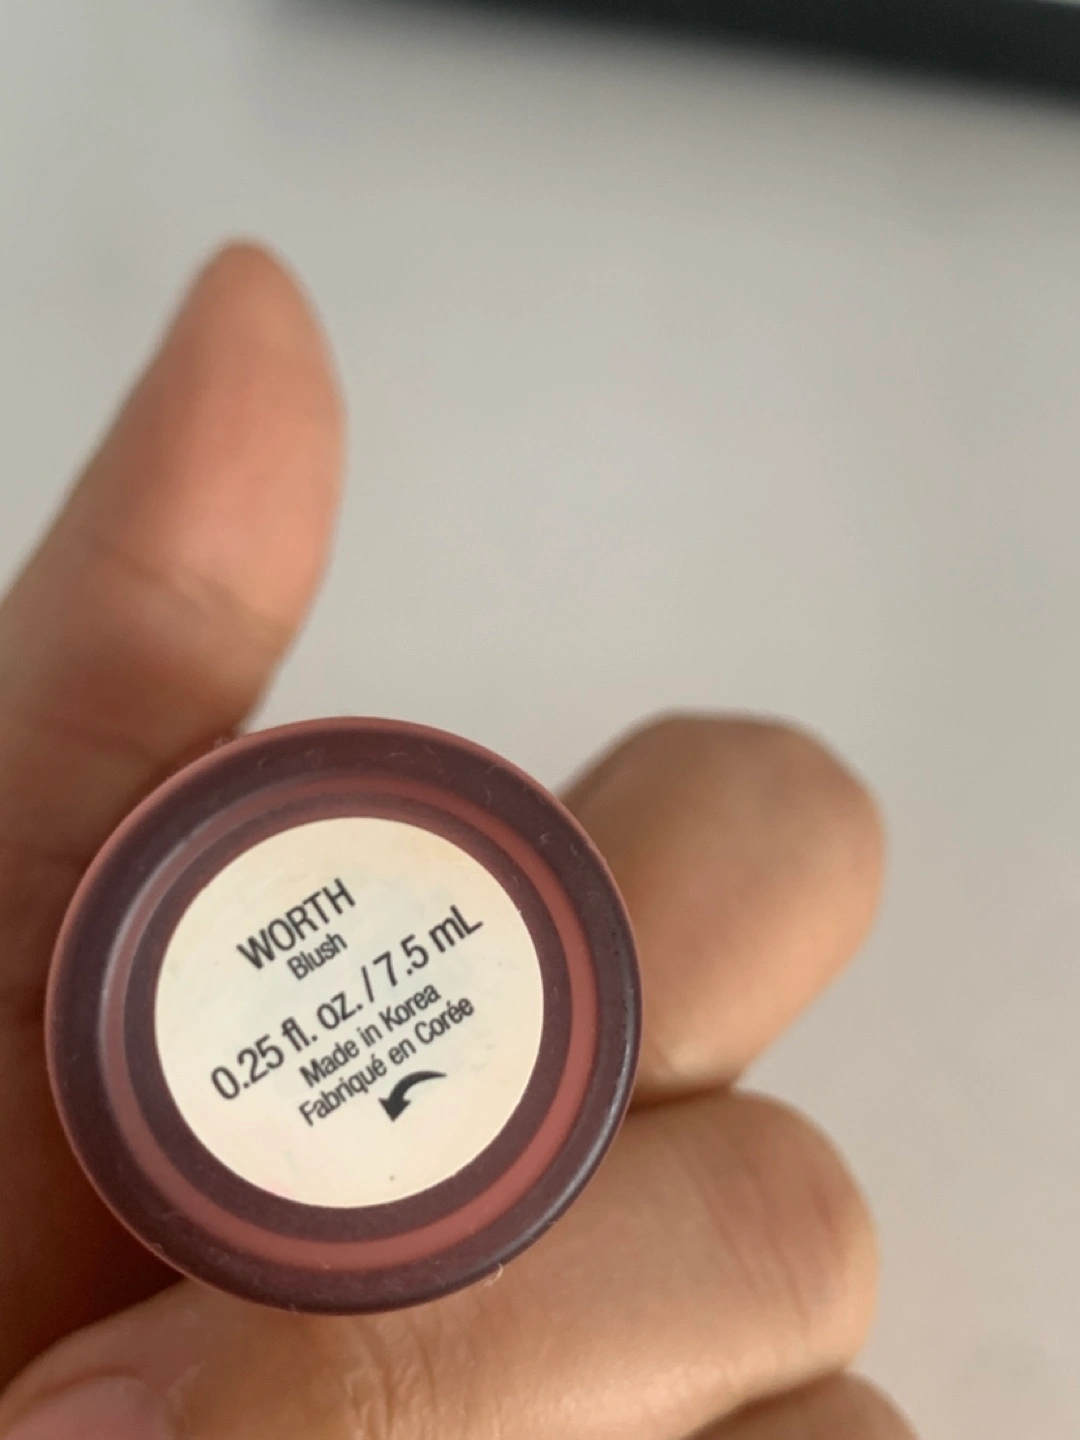 WORTH
Blush
0.25 fl. oz. / 7.5 mL
Made in Korea
Fabriqué en Corée